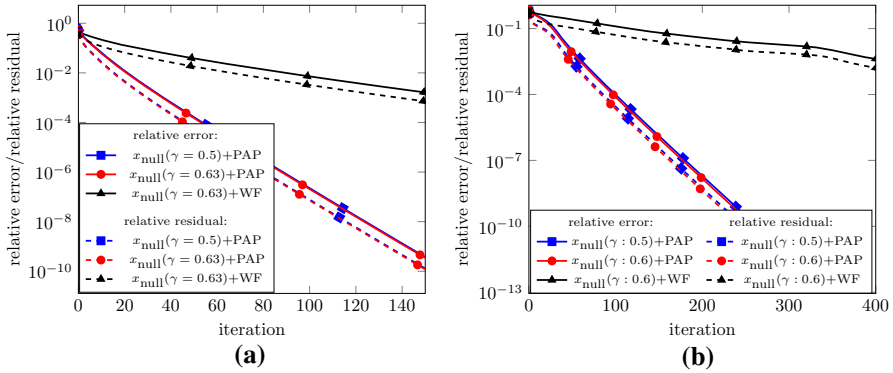 relative error/relative residual
10^0
10^−2
10^−4
10^−6
10^−8
10^−10
relative error:
x_null(γ = 0.5)+PAP
x_null(γ = 0.63)+PAP
x_null(γ = 0.63)+WF
relative residual:
x_null(γ = 0.5)+PAP
x_null(γ = 0.63)+PAP
x_null(γ = 0.63)+WF
0 20 40 60 80 100 120 140
iteration
(a)
relative error/relative residual
10^−1
10^−4
10^−7
10^−10
10^−13
relative error:
x_null(γ : 0.5)+PAP
x_null(γ : 0.6)+PAP
x_null(γ : 0.6)+WF
relative residual:
x_null(γ : 0.5)+PAP
x_null(γ : 0.6)+PAP
x_null(γ : 0.6)+WF
0 100 200 300 400
iteration
(b)